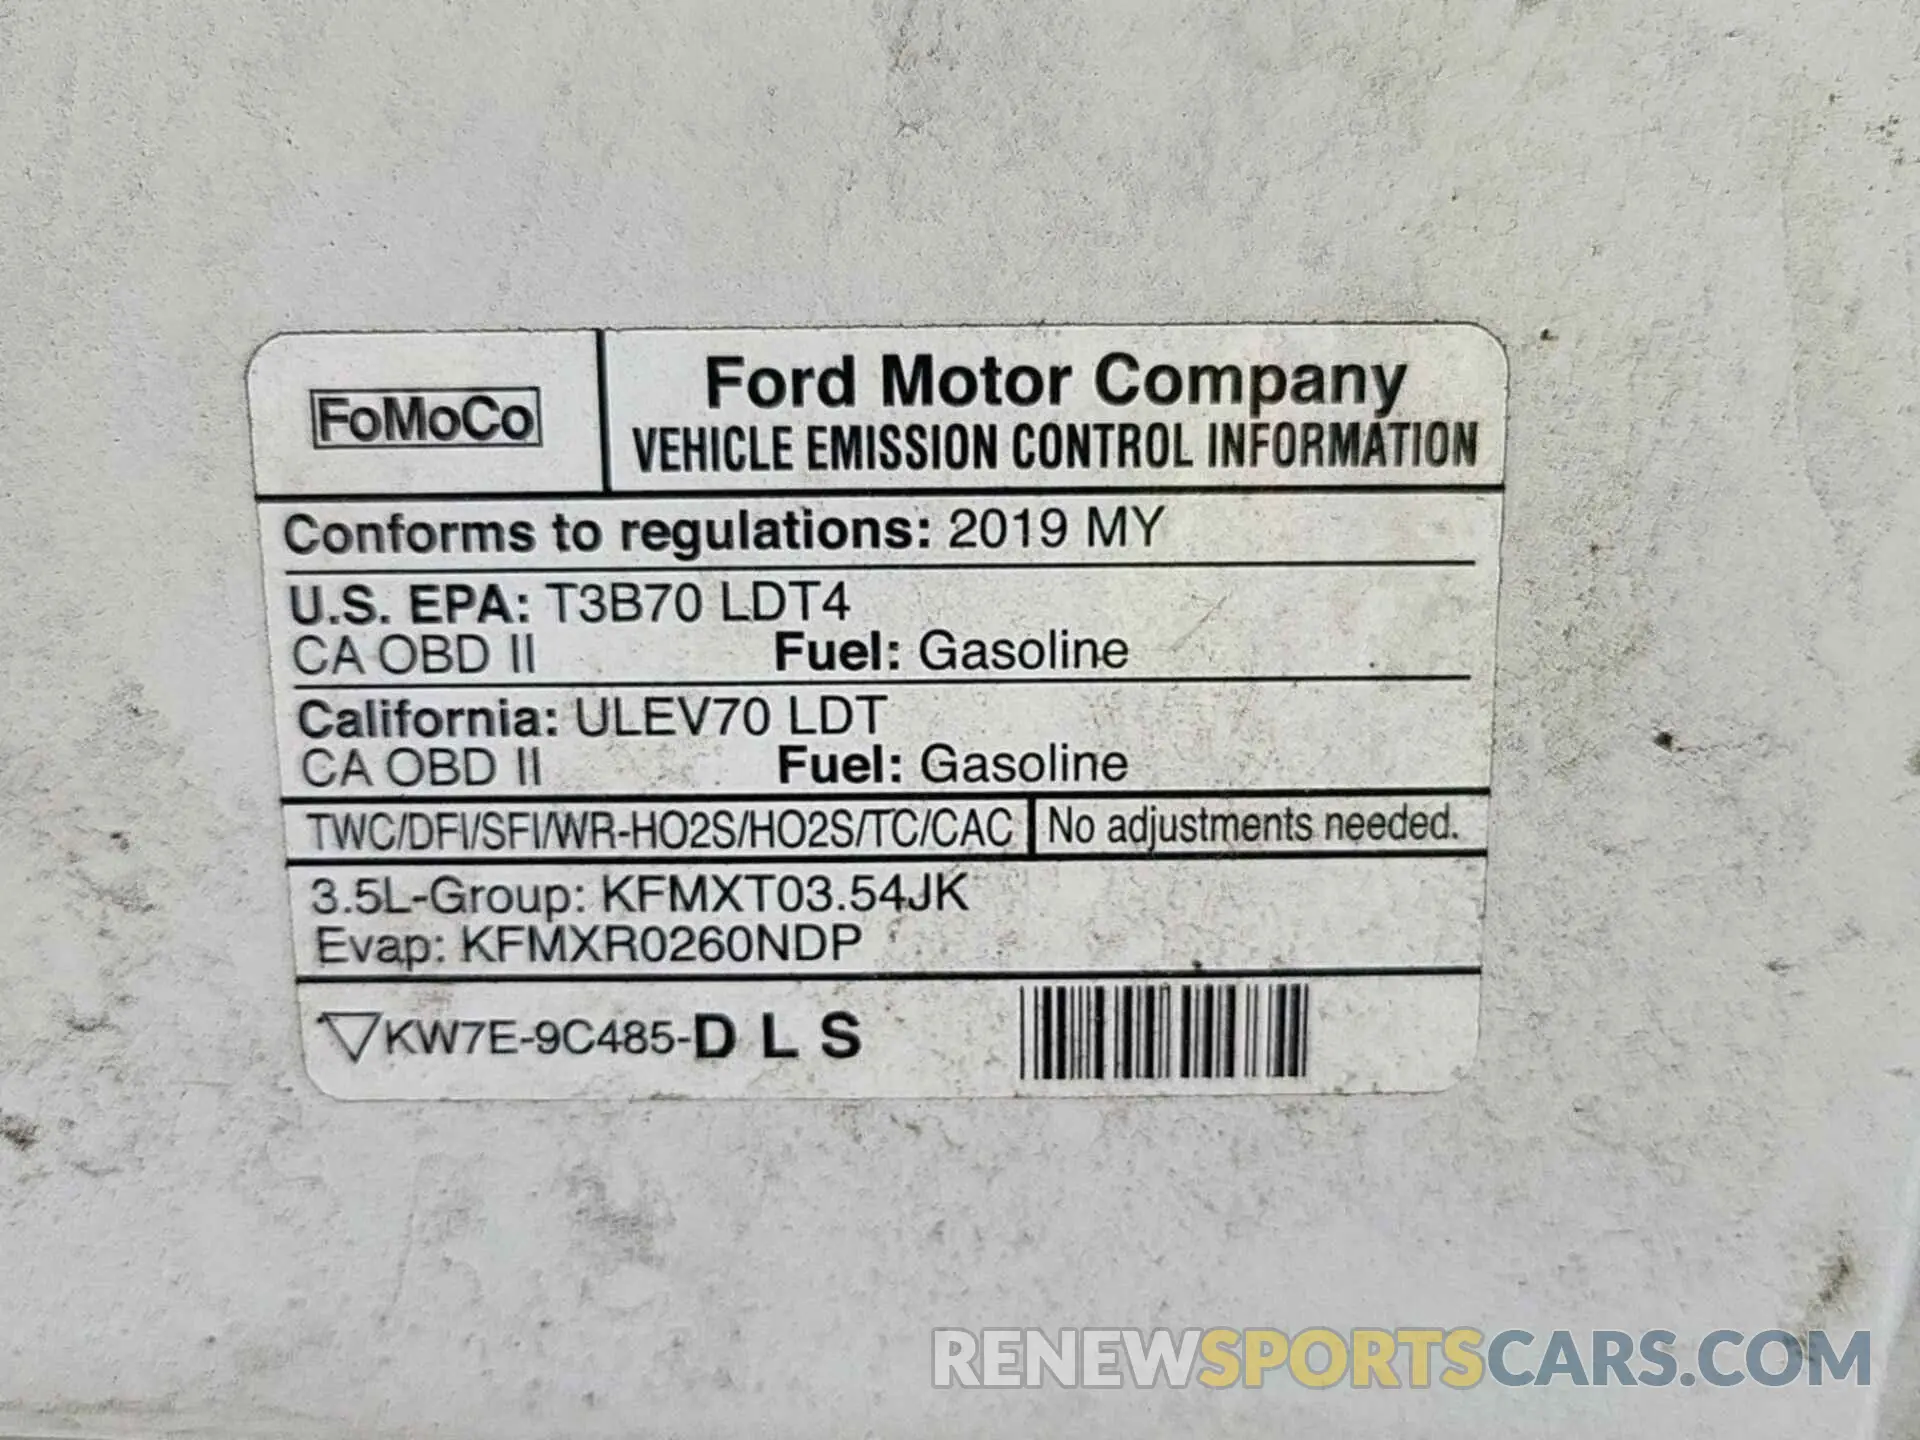 FoMoCo
Ford Motor Company
VEHICLE EMISSION CONTROL INFORMATION
Conforms to regulations: 2019 MY
U.S. EPA: T3B70 LDT4
CA OBD II Fuel: Gasoline
California: ULEV70 LDT
CA OBD II Fuel: Gasoline
TWC/DFI/SFI/WR-HO2S/HO2S/TC/CAC No adjustments needed.
3.5L-Group: KFMXT03.54JK
Evap: KFMXR0260NDP
KW7E-9C485-D L S
RENEWSPORTSCARS.COM